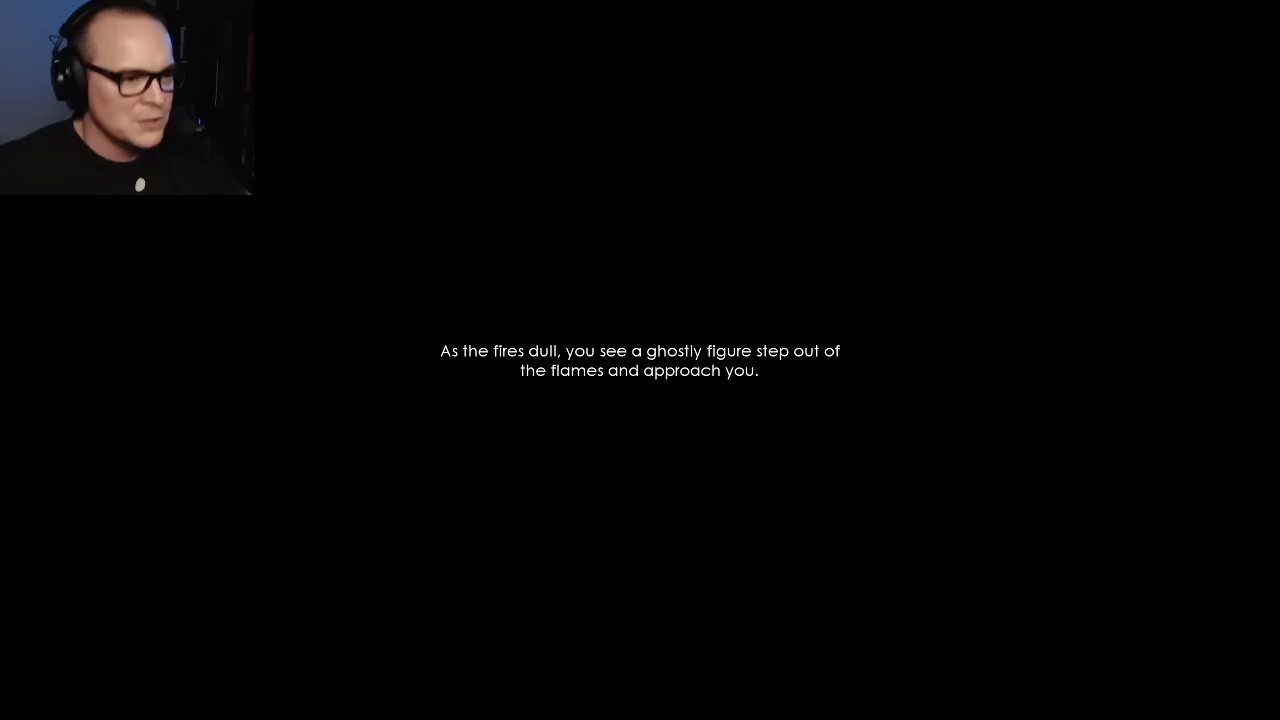 As the fires dull, you see a ghostly figure step out of
the flames and approach you.